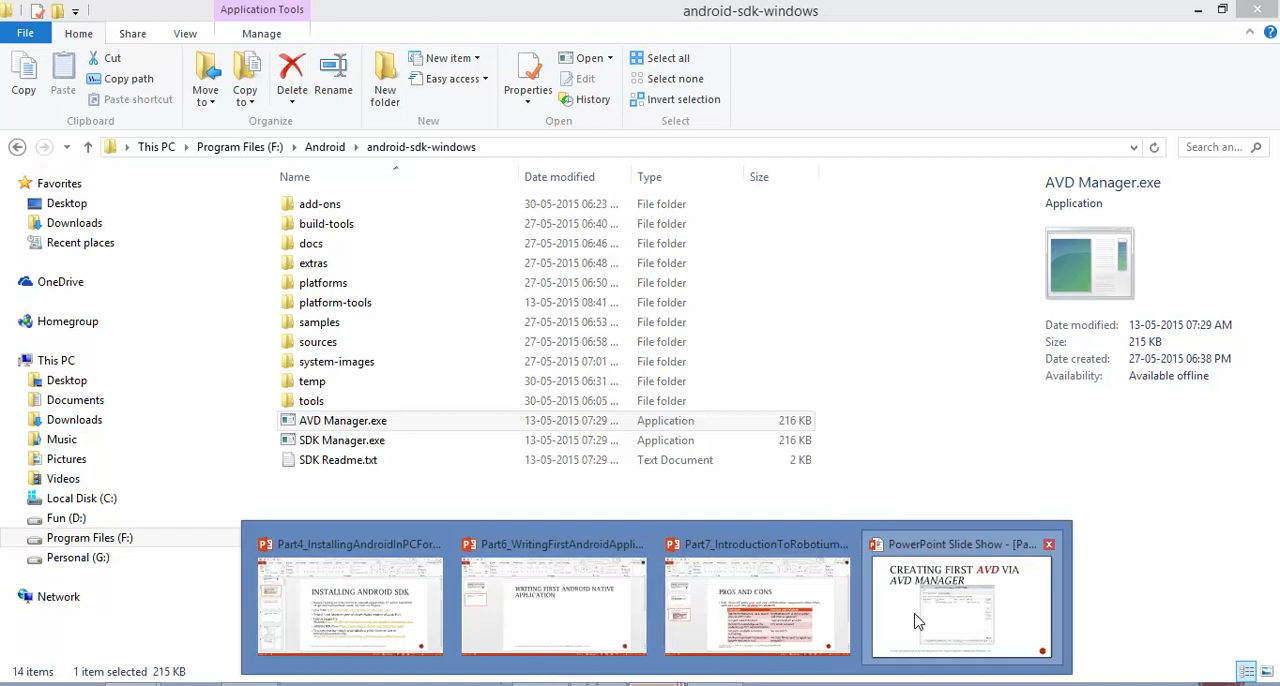 Application Tools
android-sdk-windows
File
Home
Share
View
Manage
Copy
Paste
Cut
Copy path
Paste shortcut
Clipboard
Move to
Copy to
Delete
Rename
Organize
New folder
New item
Easy access
New
Properties
Open
Edit
History
Open
Select all
Select none
Invert selection
Select
This PC
Program Files (F:)
Android
android-sdk-windows
Search an...
Favorites
Desktop
Downloads
Recent places
OneDrive
Homegroup
This PC
Desktop
Documents
Downloads
Music
Pictures
Videos
Local Disk (C:)
Fun (D:)
Program Files (F:)
Personal (G:)
Network
Name Date modified Type Size
add-ons 30-05-2015 06:23 ... File folder
build-tools 27-05-2015 06:40 ... File folder
docs 27-05-2015 06:46 ... File folder
extras 27-05-2015 06:48 ... File folder
platforms 27-05-2015 06:50 ... File folder
platform-tools 13-05-2015 08:41 ... File folder
samples 27-05-2015 06:53 ... File folder
sources 27-05-2015 06:58 ... File folder
system-images 27-05-2015 07:01 ... File folder
temp 30-05-2015 06:31 ... File folder
tools 30-05-2015 06:05 ... File folder
AVD Manager.exe 13-05-2015 07:29 ... Application 216 KB
SDK Manager.exe 13-05-2015 07:29 ... Application 216 KB
SDK Readme.txt 13-05-2015 07:29 ... Text Document 2 KB
AVD Manager.exe
Application
Date modified: 13-05-2015 07:29 AM
Size: 215 KB
Date created: 27-05-2015 06:38 PM
Availability: Available offline
Part4_InstallingAndroidInPCFor...
INSTALLING ANDROID SDK
Part6_WritingFirstAndroidAppli...
WRITING FIRST ANDROID NATIVE
APPLICATION
Part7_IntroductionToRobotium...
PROS AND CONS
PowerPoint Slide Show - [Pa...
CREATING FIRST AVD VIA
AVD MANAGER
14 items
1 item selected 215 KB